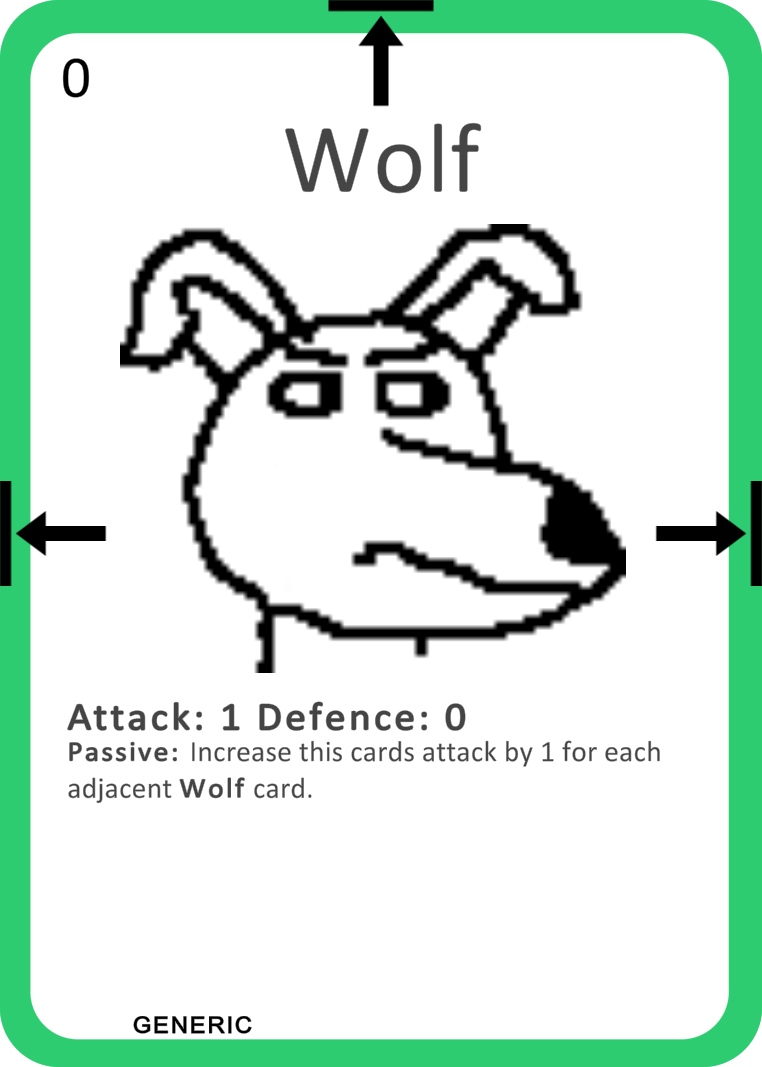 0
Wolf
Attack: 1 Defence: 0
Passive: Increase this cards attack by 1 for each
adjacent Wolf card.
GENERIC